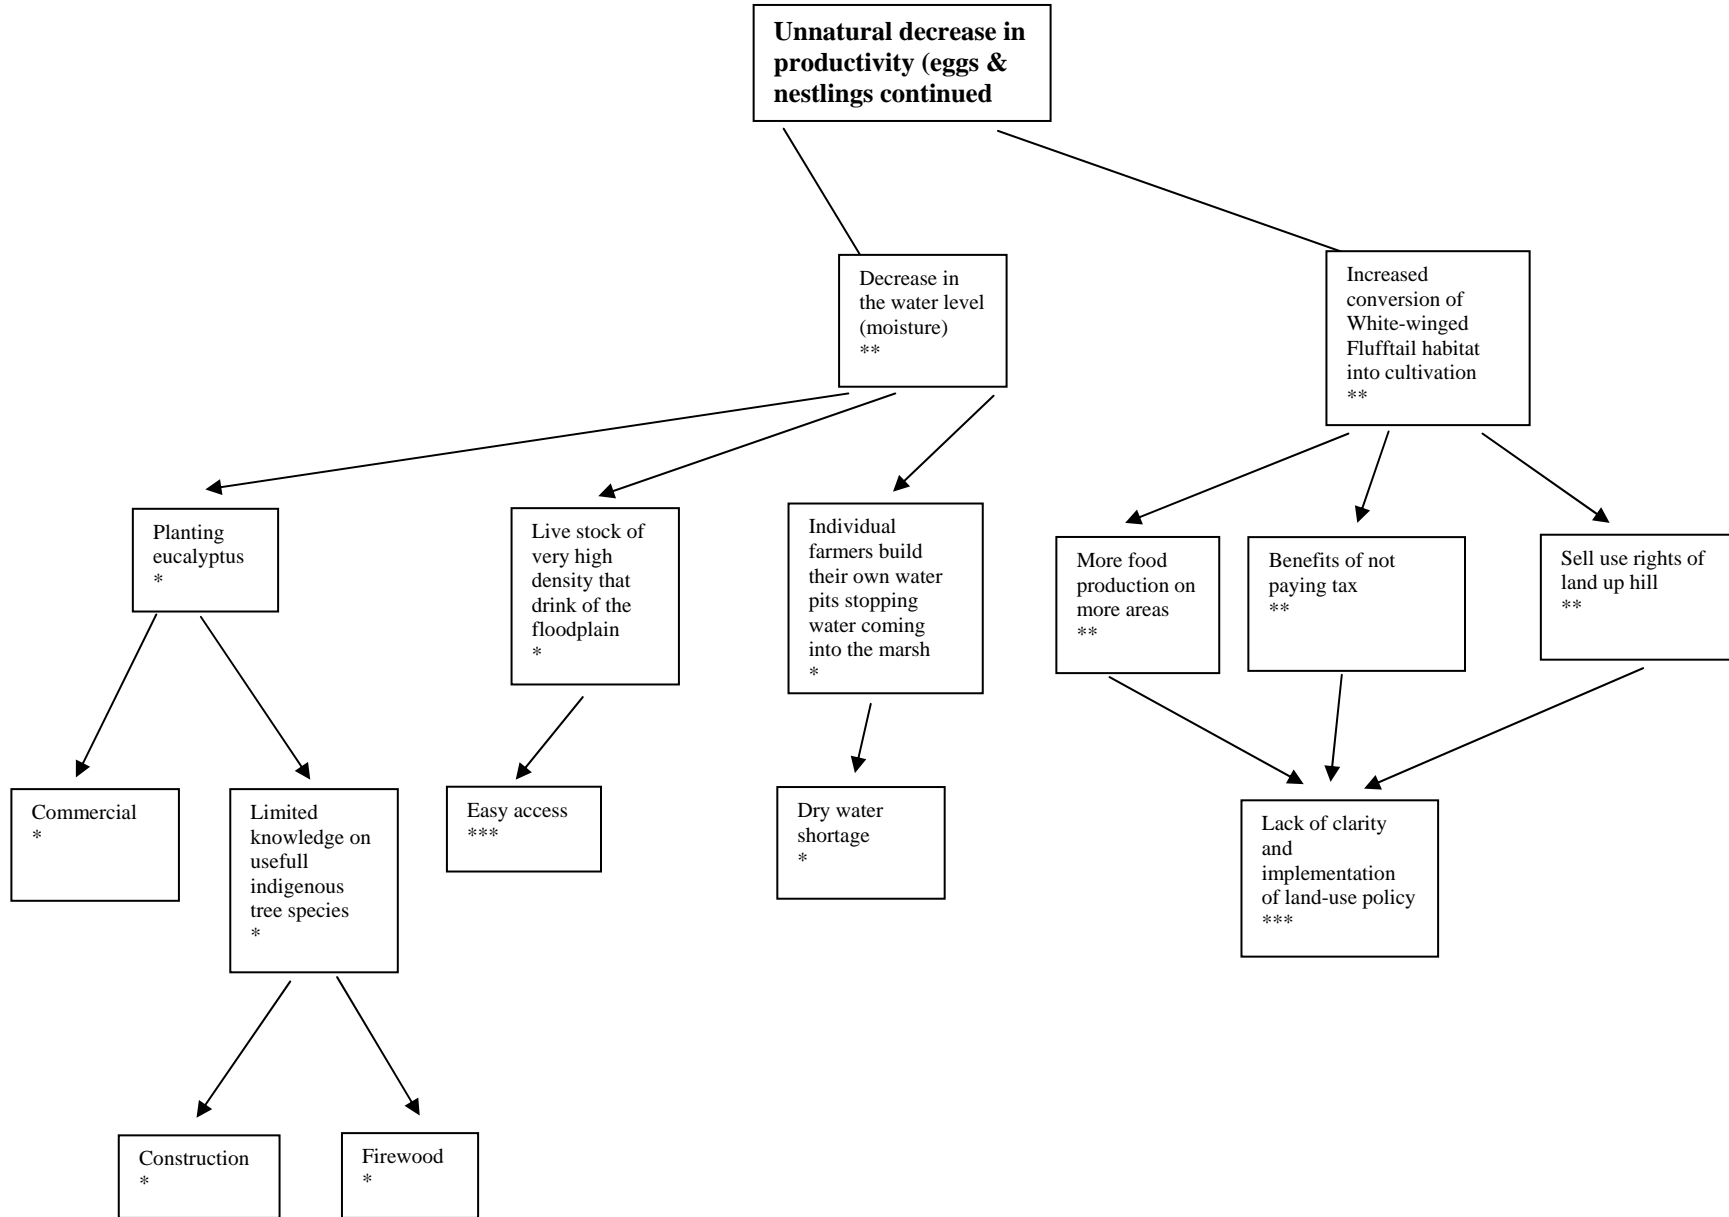 Unnatural decrease in
productivity (eggs &
nestlings continued
Decrease in
the water level
(moisture)
**
Increased
conversion of
White-winged
Flufftail habitat
into cultivation
**
Planting
eucalyptus
*
Live stock of
very high
density that
drink of the
floodplain
*
Individual
farmers build
their own water
pits stopping
water coming
into the marsh
*
More food
production on
more areas
**
Benefits of not
paying tax
**
Sell use rights of
land up hill
**
Commercial
*
Limited
knowledge on
usefull
indigenous
tree species
*
Easy access
***
Dry water
shortage
*
Lack of clarity
and
implementation
of land-use policy
***
Construction
*
Firewood
*